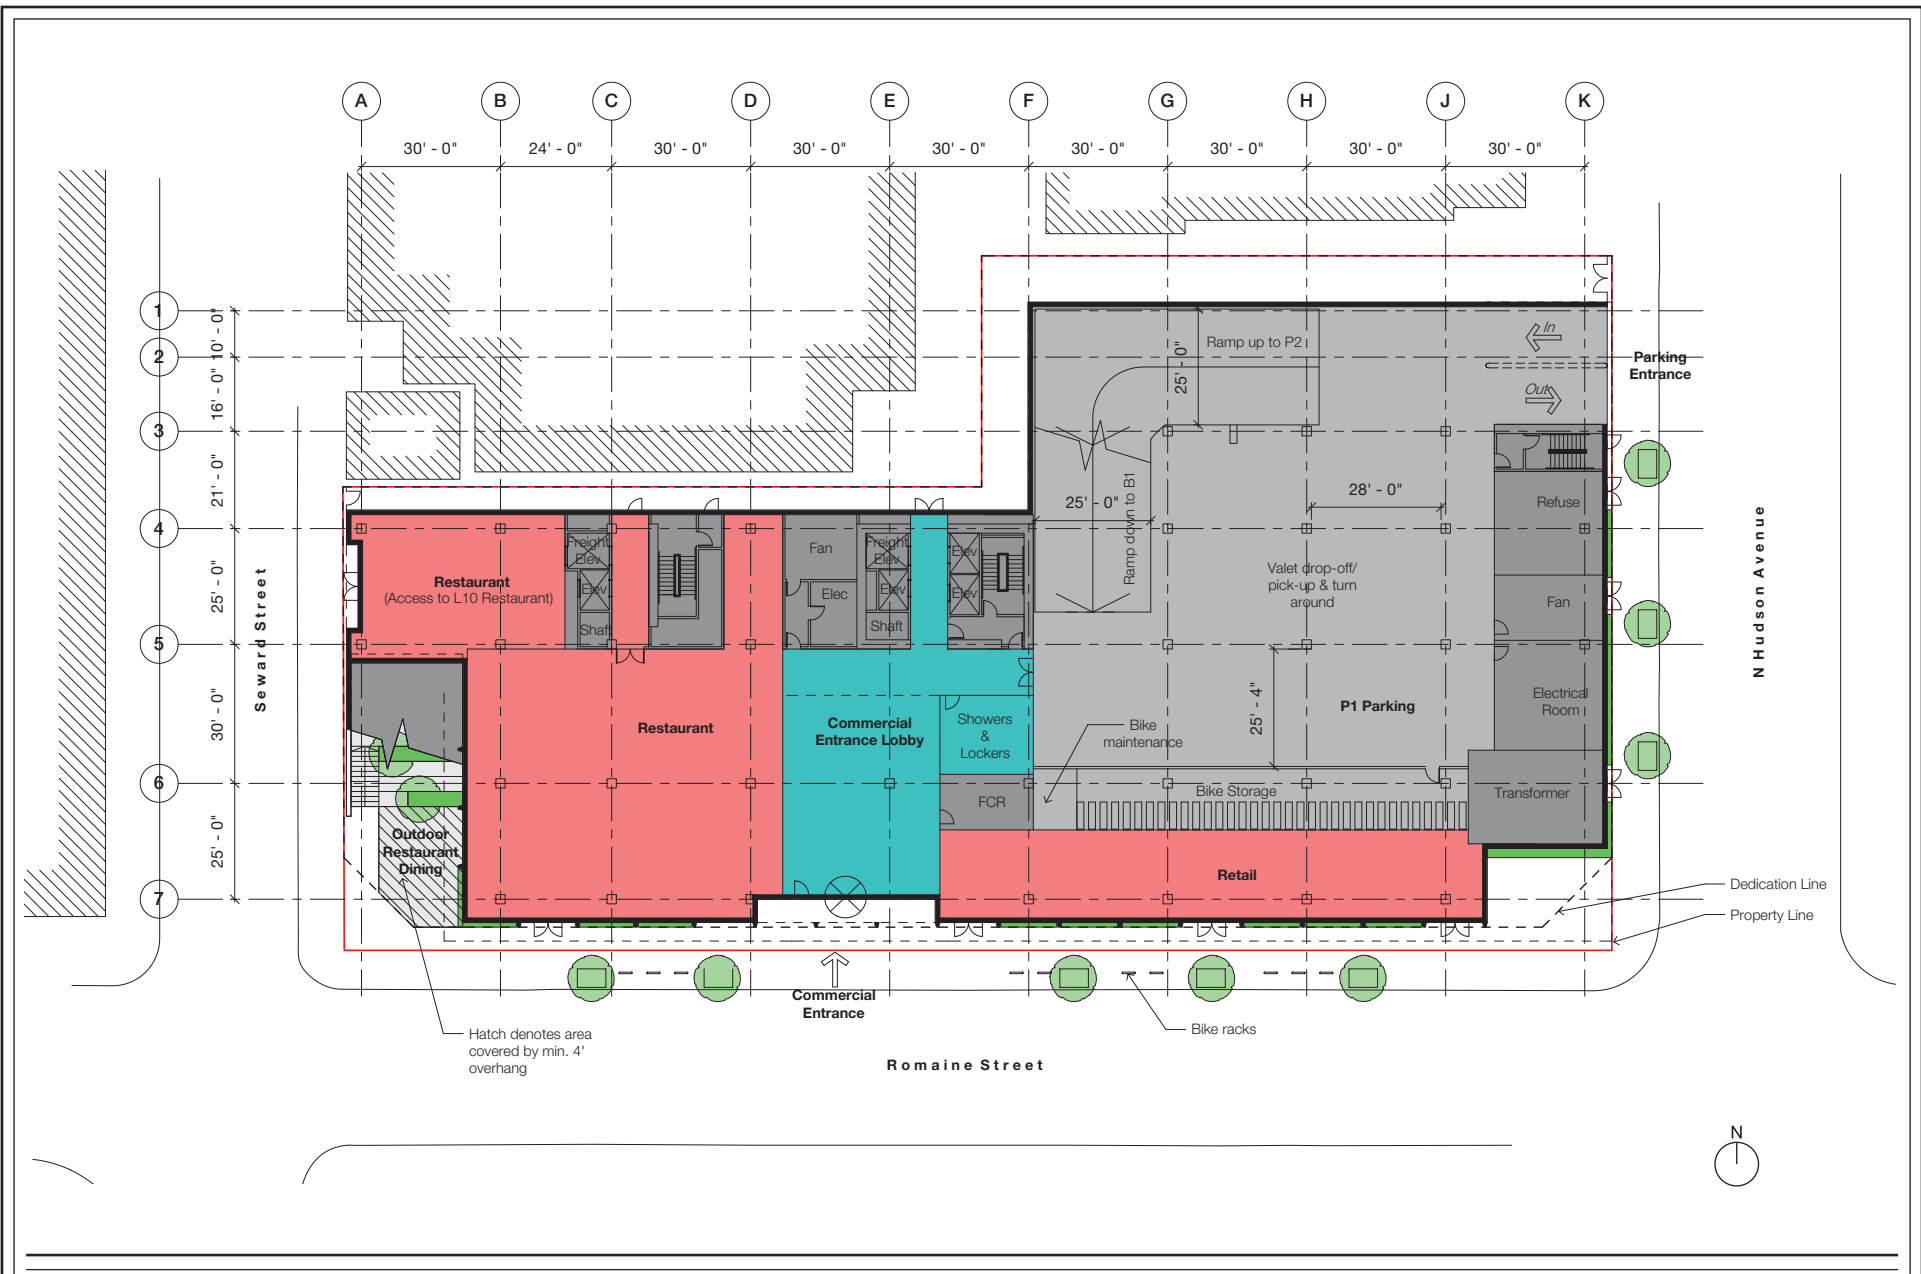 A B C D E F G H J K
30' - 0" 24' - 0" 30' - 0" 30' - 0" 30' - 0" 30' - 0" 30' - 0" 30' - 0" 30' - 0"
1
10' - 0"
2
16' - 0"
3
21' - 0"
4
25' - 0"
5
30' - 0"
6
25' - 0"
7
Ramp up to P2
25' - 0"
In
Out
Parking
Entrance
25' - 0"
Ramp down to B1
28' - 0"
Refuse
Freight
Elev
Elev
Shaft
Fan
Elec
Freight
Elev
Elev
Shaft
Elev
Elev
Restaurant
(Access to L10 Restaurant)
Valet drop-off/
pick-up & turn
around
Fan
Seward Street
N Hudson Avenue
Restaurant
Commercial
Entrance Lobby
Showers
&
Lockers
Bike
maintenance
25' - 4"
P1 Parking
Electrical
Room
FCR
Bike Storage
Transformer
Outdoor
Restaurant
Dining
Retail
Dedication Line
Property Line
Commercial
Entrance
Hatch denotes area
covered by min. 4'
overhang
Bike racks
Romaine Street
N